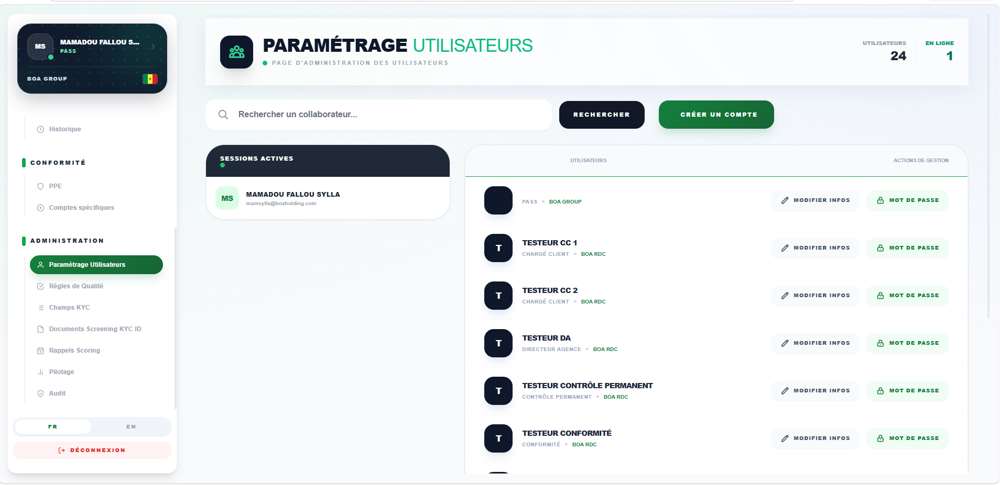 MS
MAMADOU FALLOU S...
PASS
BOA GROUP
Historique
CONFORMITÉ
PPE
Comptes spécifiques
ADMINISTRATION
Paramétrage Utilisateurs
Règles de Qualité
Champs KYC
Documents Screening KYC ID
Rappels Scoring
Pilotage
Audit
FR EN
DÉCONNEXION
PARAMÉTRAGE UTILISATEURS
PAGE D'ADMINISTRATION DES UTILISATEURS
UTILISATEURS
24
EN LIGNE
1
Rechercher un collaborateur...
RECHERCHER
CRÉER UN COMPTE
SESSIONS ACTIVES
MS
MAMADOU FALLOU SYLLA
mamsylla@boaholding.com
UTILISATEURS ACTIONS DE GESTION
PASS BOA GROUP
MODIFIER INFOS MOT DE PASSE
T
TESTEUR CC 1
CHARGÉ CLIENT BOA RDC
MODIFIER INFOS MOT DE PASSE
T
TESTEUR CC 2
CHARGÉ CLIENT BOA RDC
MODIFIER INFOS MOT DE PASSE
T
TESTEUR DA
DIRECTEUR AGENCE BOA RDC
MODIFIER INFOS MOT DE PASSE
T
TESTEUR CONTRÔLE PERMANENT
CONTRÔLE PERMANENT BOA RDC
MODIFIER INFOS MOT DE PASSE
T
TESTEUR CONFORMITÉ
CONFORMITÉ BOA RDC
MODIFIER INFOS MOT DE PASSE